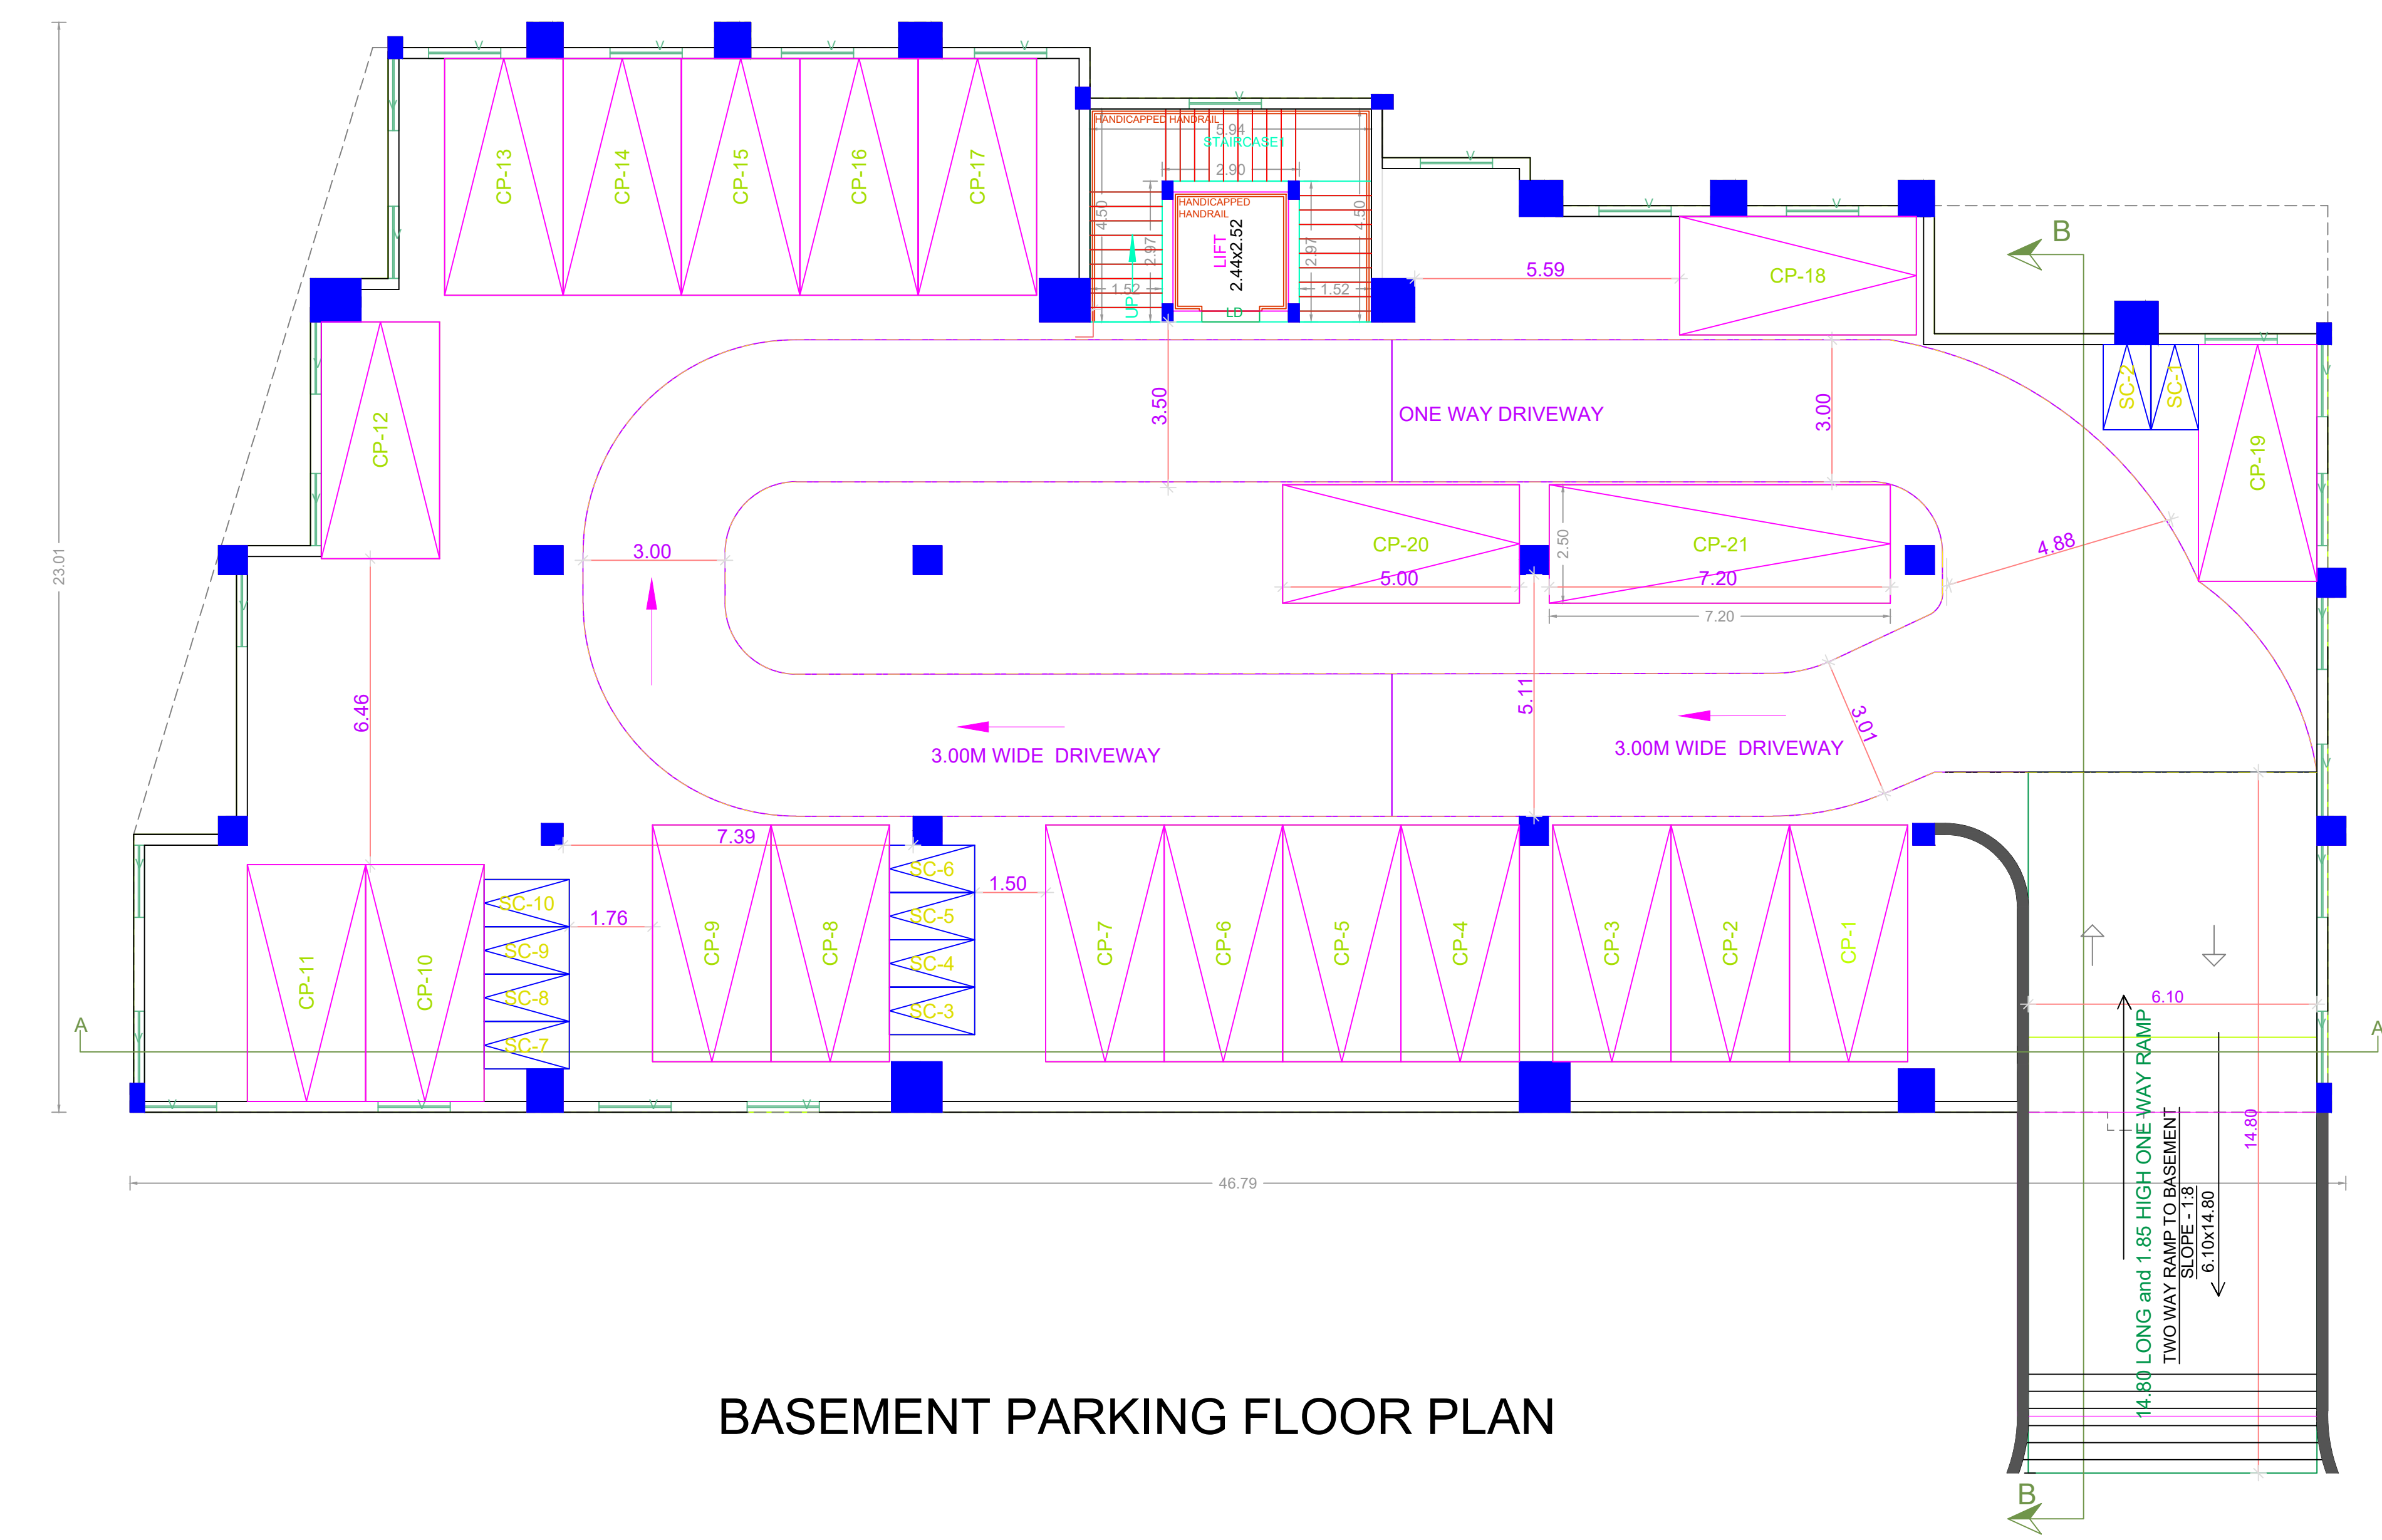 V
V
V
V
V
V
V
HANDICAPPED HANDRAIL
5.94
STAIRCASE1
2.90
V
V
CP-13
CP-14
CP-15
CP-16
CP-17
4.50
2.97
1.52
UP
HANDICAPPED
HANDRAIL
LIFT
2.44x2.52
LD
2.97
1.52
4.50
V
V
B
5.59
CP-18
V
V
V
SC-2
SC-1
CP-19
V
V
CP-12
3.50
ONE WAY DRIVEWAY
3.00
23.01
V
3.00
CP-20
5.00
2.50
CP-21
7.20
7.20
4.88
V
6.46
5.11
3.01
3.00M WIDE DRIVEWAY
3.00M WIDE DRIVEWAY
V
V
7.39
V
SC-6
SC-5
SC-4
SC-3
1.50
SC-10
SC-9
SC-8
SC-7
1.76
CP-11
CP-10
CP-9
CP-8
CP-7
CP-6
CP-5
CP-4
CP-3
CP-2
CP-1
6.10
A
A
V
V
V
V
V
V
14.80
46.79
14.80 LONG and 1.85 HIGH ONE WAY RAMP
TWO WAY RAMP TO BASEMENT
SLOPE - 1:8
6.10x14.80
BASEMENT PARKING FLOOR PLAN
B